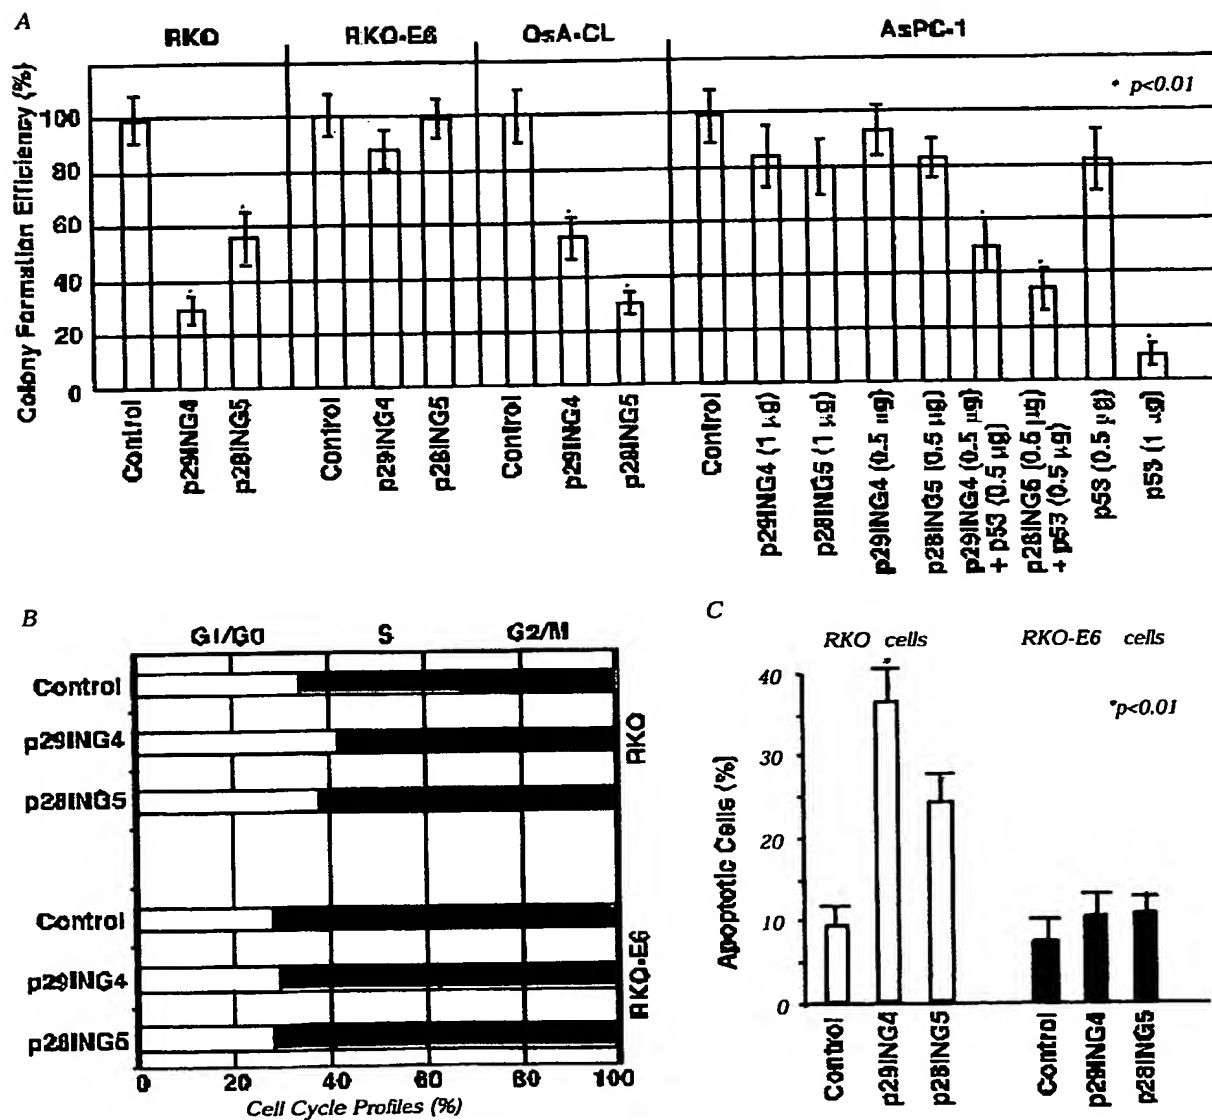 A
RKO RKO-E6 OsA-CL AsPC-1
Colony Formation Efficiency (%)
* p<0.01
100
80
60
40
20
0
Control
p29ING4
p28ING5
Control
p29ING4
p28ING5
Control
p29ING4
p28ING5
Control
p29ING4 (1 µg)
p28ING5 (1 µg)
p29ING4 (0.5 µg)
p28ING5 (0.5 µg)
p29ING4 (0.5 µg)
+ p53 (0.5 µg)
p28ING5 (0.5 µg)
+ p53 (0.5 µg)
p53 (0.5 µg)
p53 (1 µg)
B
G1/G0 S G2/M
Control
p29ING4
p28ING5
RKO
Control
p29ING4
p28ING5
RKO-E6
0 20 40 60 80 100
Cell Cycle Profiles (%)
C
RKO cells RKO-E6 cells
*
*p<0.01
Apoptotic Cells (%)
40
30
20
10
0
Control
p29ING4
p28ING5
Control
p29ING4
p28ING5